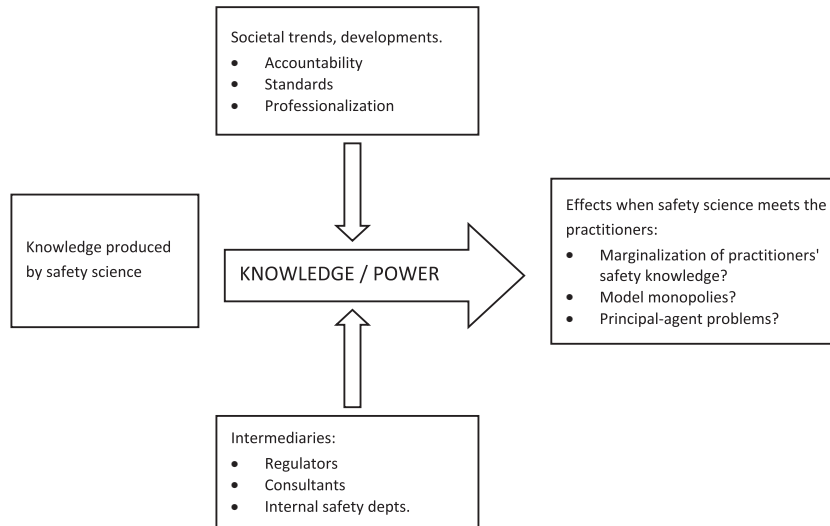 Societal trends, developments.
• Accountability
• Standards
• Professionalization
Knowledge produced
by safety science
KNOWLEDGE / POWER
Effects when safety science meets the
practitioners:
• Marginalization of practitioners'
safety knowledge?
• Model monopolies?
• Principal-agent problems?
Intermediaries:
• Regulators
• Consultants
• Internal safety depts.